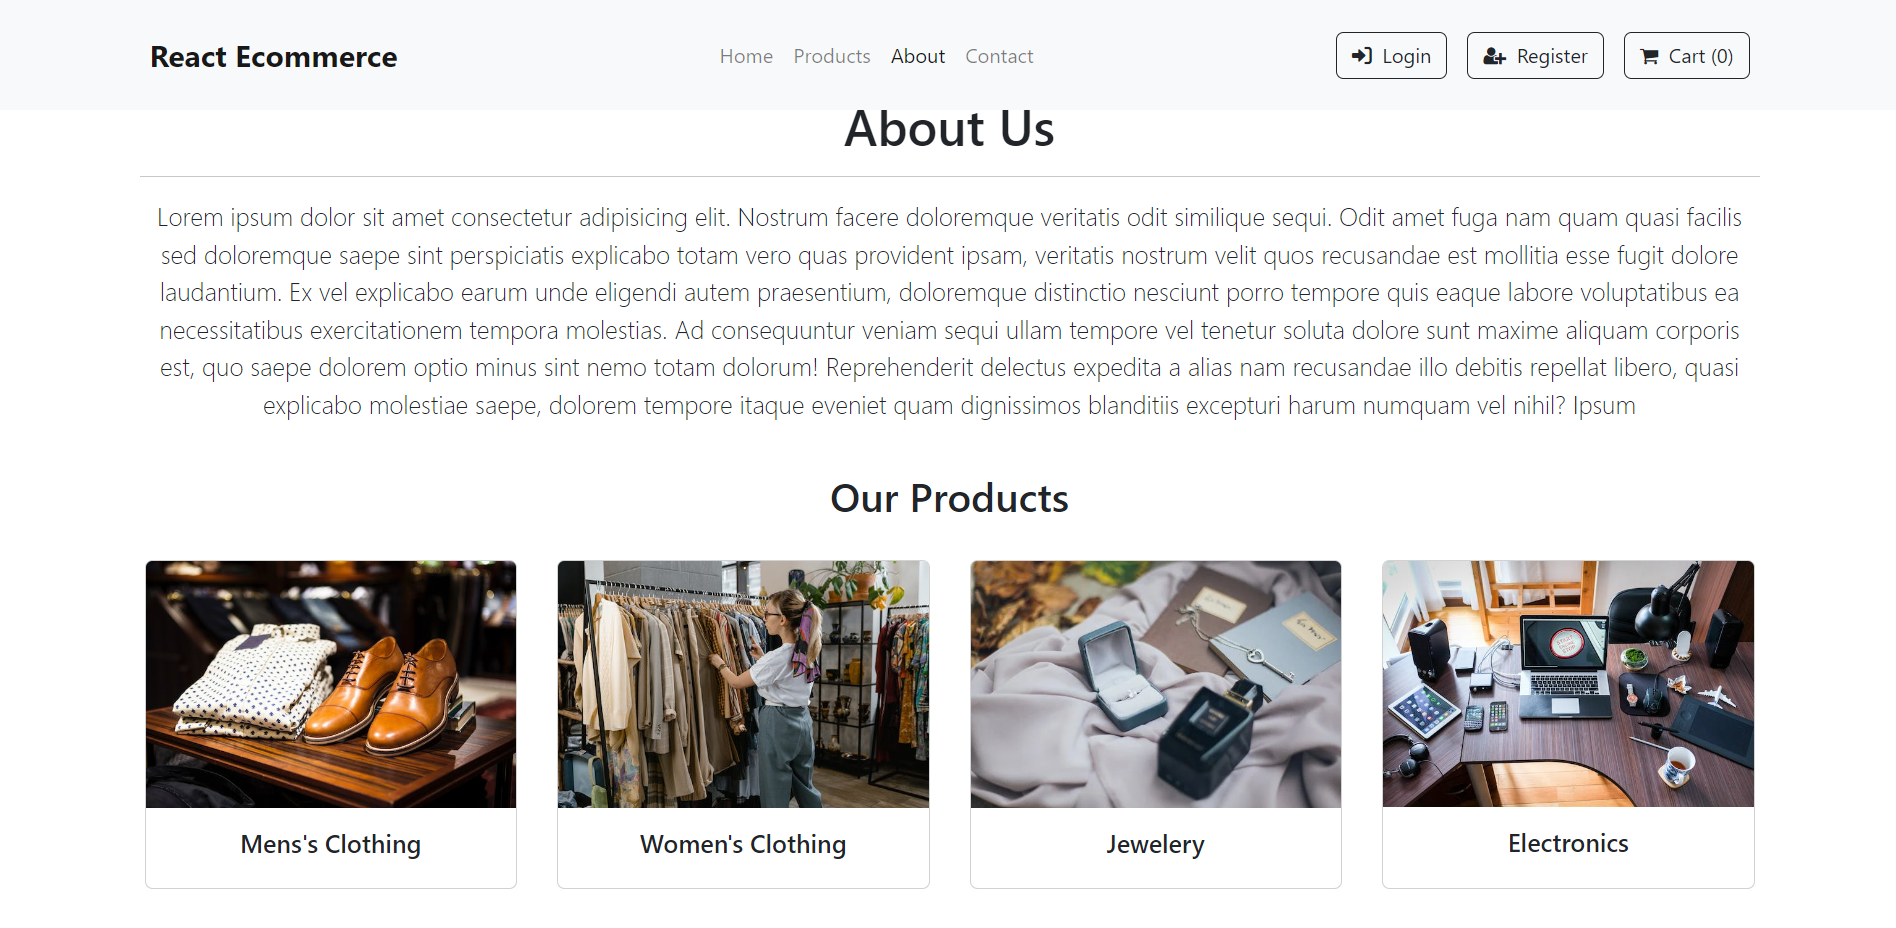 React Ecommerce
Home Products About Contact
Login Register Cart (0)
About Us
Lorem ipsum dolor sit amet consectetur adipisicing elit. Nostrum facere doloremque veritatis odit similique sequi. Odit amet fuga nam quam quasi facilis
sed doloremque saepe sint perspiciatis explicabo totam vero quas provident ipsam, veritatis nostrum velit quos recusandae est mollitia esse fugit dolore
laudantium. Ex vel explicabo earum unde eligendi autem praesentium, doloremque distinctio nesciunt porro tempore quis eaque labore voluptatibus ea
necessitatibus exercitationem tempora molestias. Ad consequuntur veniam sequi ullam tempore vel tenetur soluta dolore sunt maxime aliquam corporis
est, quo saepe dolorem optio minus sint nemo totam dolorum! Reprehenderit delectus expedita a alias nam recusandae illo debitis repellat libero, quasi
explicabo molestiae saepe, dolorem tempore itaque eveniet quam dignissimos blanditiis excepturi harum numquam vel nihil? Ipsum
Our Products
Mens's Clothing
Women's Clothing
Jewelery
Electronics